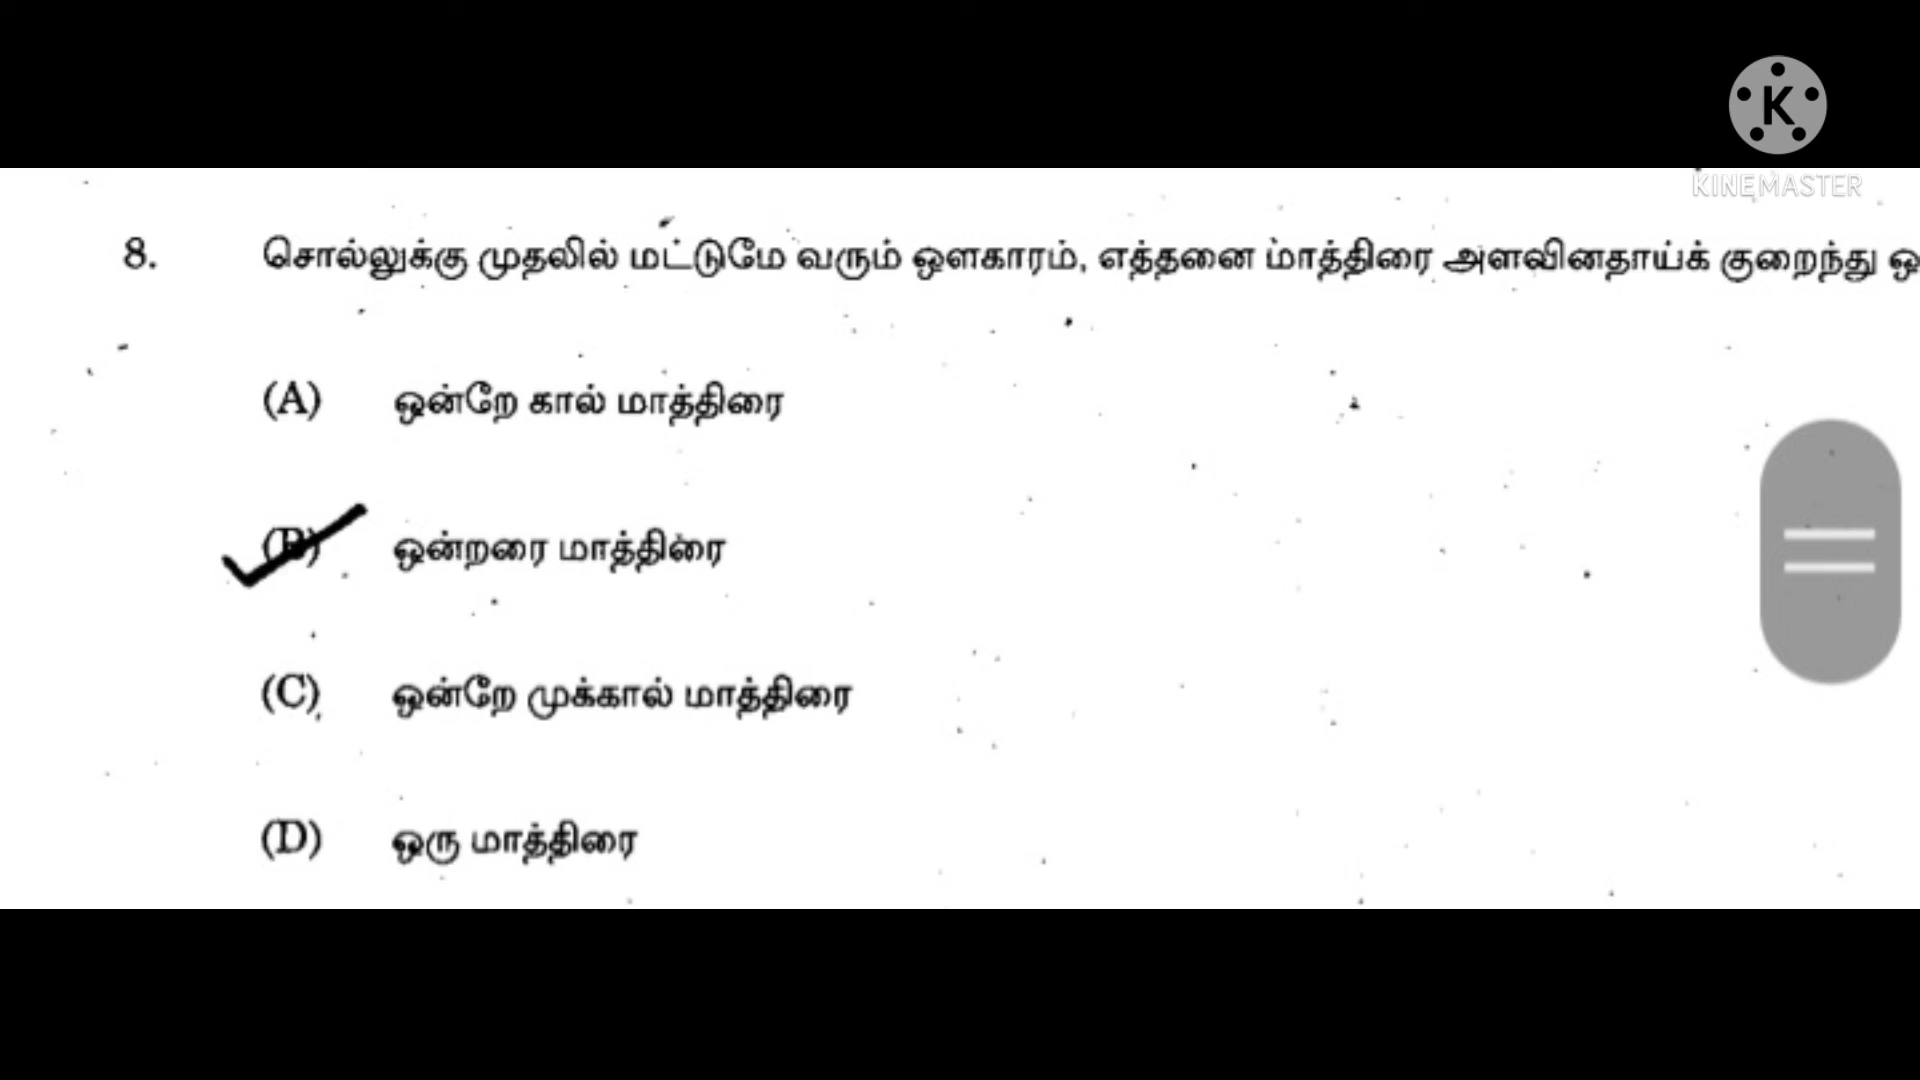 K
KINEMASTER
8. சொல்லுக்கு முதலில் மட்டுமே வரும் ஔகாரம், எத்தனை மாத்திரை அளவினதாய்க் குறைந்து ஒ
(A) ஒன்றே கால் மாத்திரை
(B) ஒன்றரை மாத்திரை
(C) ஒன்றே முக்கால் மாத்திரை
(D) ஒரு மாத்திரை